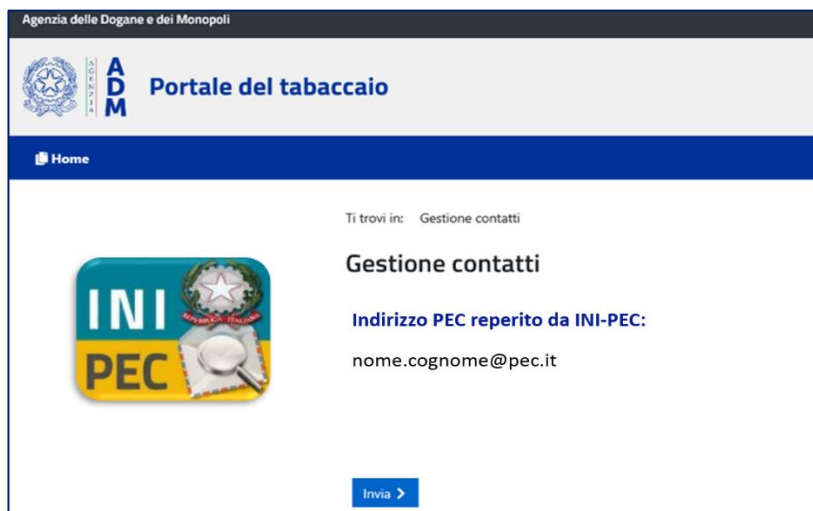 Agenzia delle Dogane e dei Monopoli
AGENZIA
ADM
Portale del tabaccaio
Home
Ti trovi in: Gestione contatti
Gestione contatti
INI
PEC
Indirizzo PEC reperito da INI-PEC:
nome.cognome@pec.it
Invia